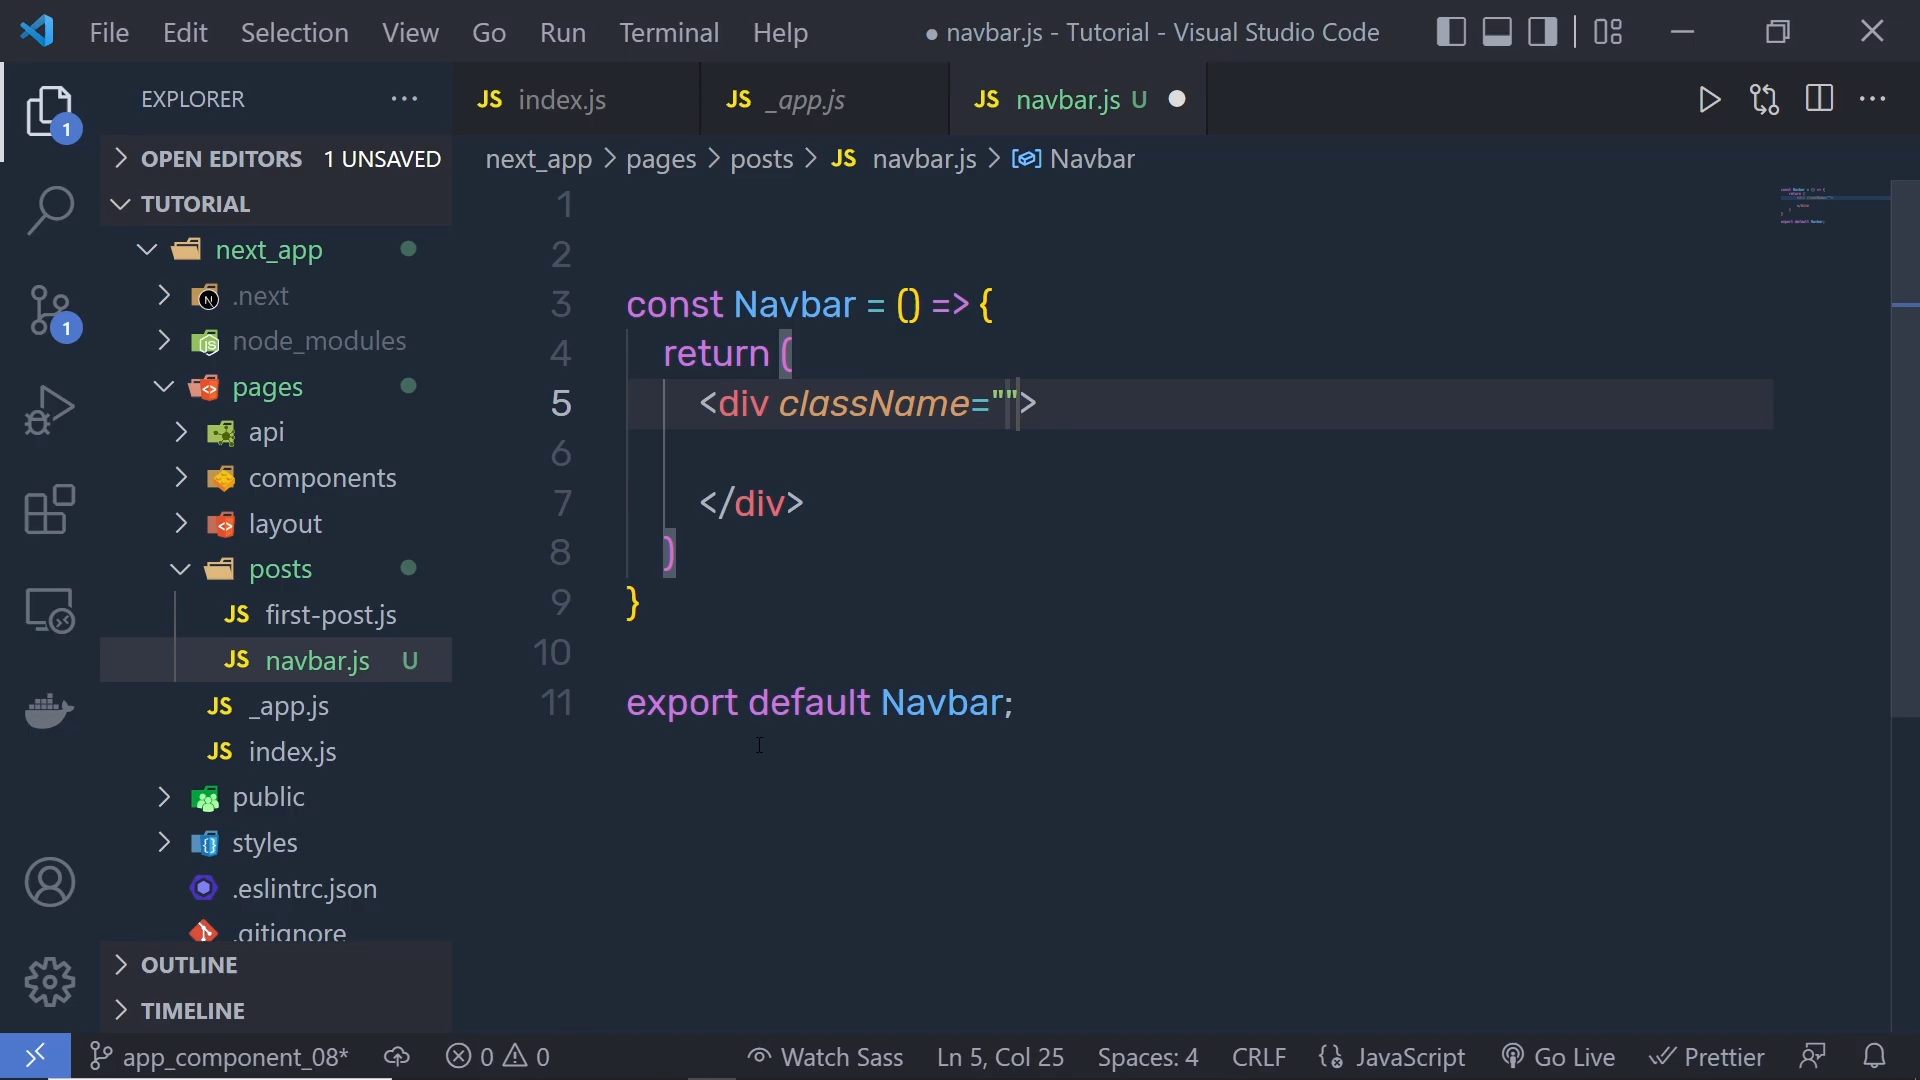 File Edit Selection View Go Run Terminal Help ● navbar.js - Tutorial - Visual Studio Code
EXPLORER ...
JS index.js JS _app.js JS navbar.js U ●
OPEN EDITORS 1 UNSAVED
next_app > pages > posts > JS navbar.js > Navbar
TUTORIAL
next_app
.next
node_modules
pages
api
components
layout
posts
JS first-post.js
JS navbar.js U
JS _app.js
JS index.js
public
styles
.eslintrc.json
.gitignore
OUTLINE
TIMELINE
1
1
1
2
3 const Navbar = () => {
4 return (
5 <div className="">
6
7 </div>
8 )
9 }
10
11 export default Navbar;
app_component_08* 0 0 Watch Sass Ln 5, Col 25 Spaces: 4 CRLF JavaScript Go Live Prettier